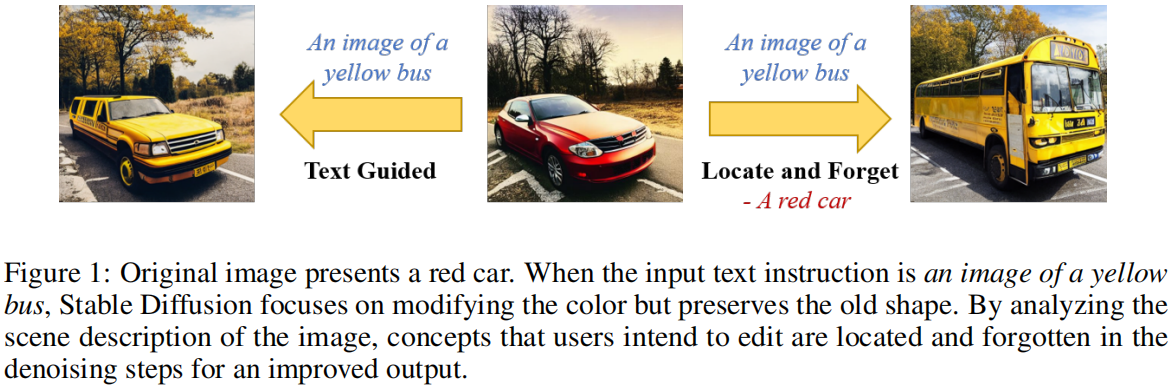 An image of a
yellow bus
Text Guided
An image of a
yellow bus
Locate and Forget
- A red car
Figure 1: Original image presents a red car. When the input text instruction is an image of a yellow
bus, Stable Diffusion focuses on modifying the color but preserves the old shape. By analyzing the
scene description of the image, concepts that users intend to edit are located and forgotten in the
denoising steps for an improved output.